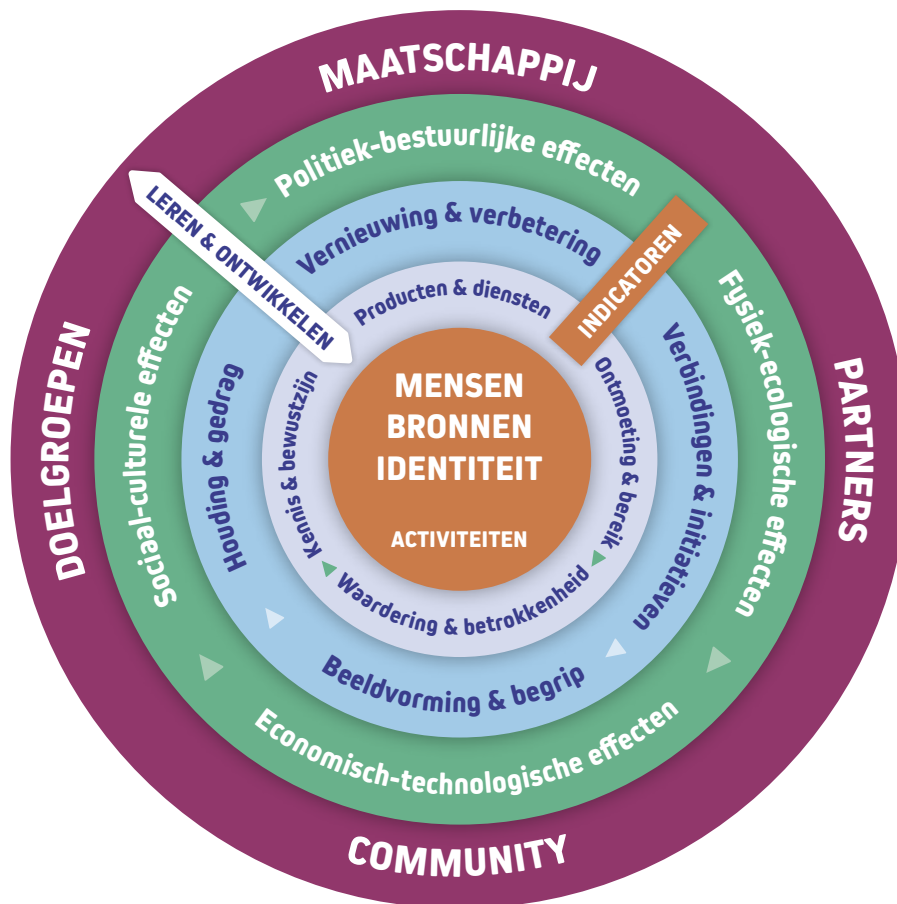 MAATSCHAPPIJ
PARTNERS
COMMUNITY
DOELGROEPEN
Politiek-bestuurlijke effecten
Fysiek-ecologische effecten
Economisch-technologische effecten
Sociaal-culturele effecten
Vernieuwing & verbetering
Verbindingen & initiatieven
Beeldvorming & begrip
Houding & gedrag
Producten & diensten
Ontmoeting & bereik
Waardering & betrokkenheid
Kennis & bewustzijn
LEREN & ONTWIKKELEN
INDICATOREN
MENSEN
BRONNEN
IDENTITEIT
ACTIVITEITEN